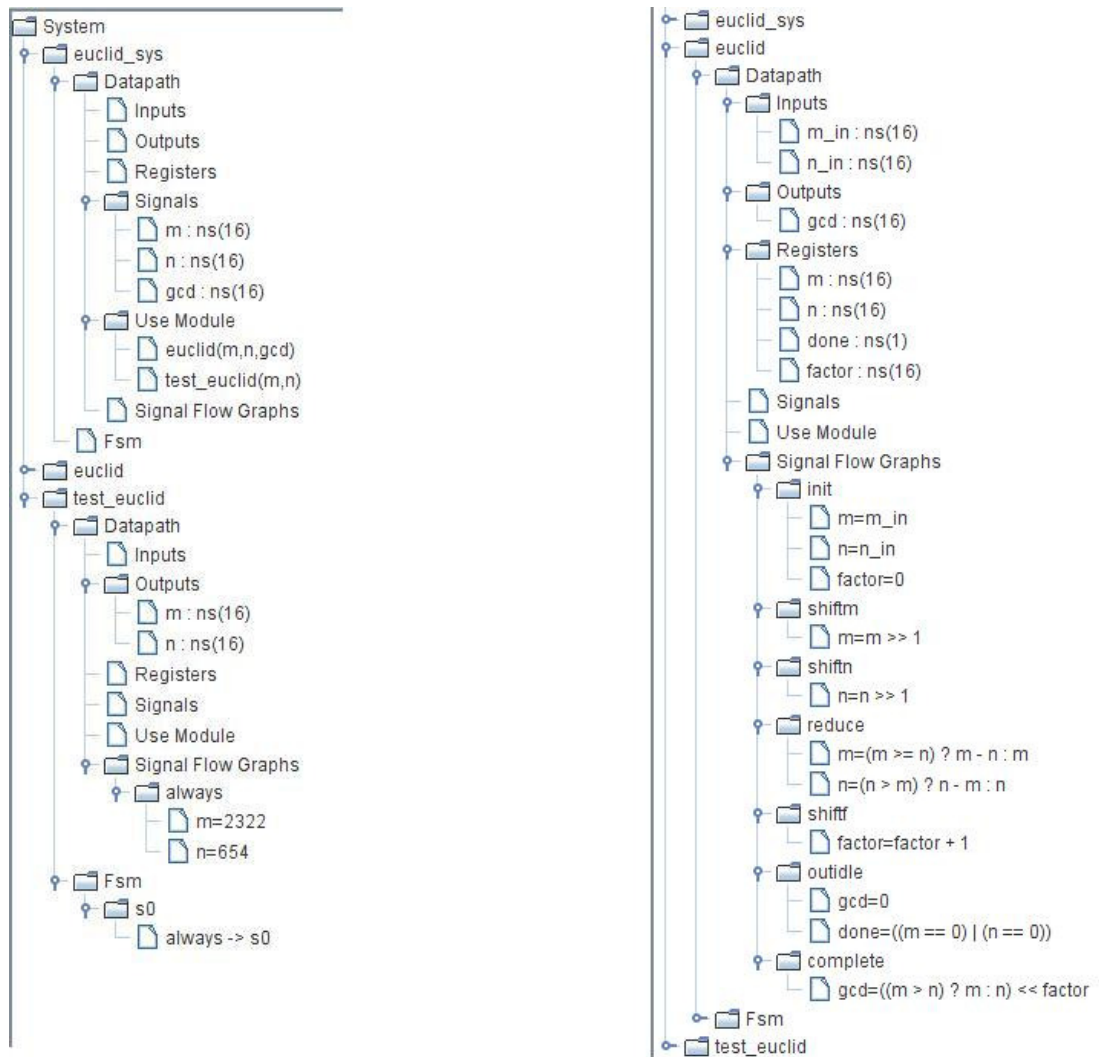 System
euclid_sys
Datapath
Inputs
Outputs
Registers
Signals
m : ns(16)
n : ns(16)
gcd : ns(16)
Use Module
euclid(m,n,gcd)
test_euclid(m,n)
Signal Flow Graphs
Fsm
euclid
test_euclid
Datapath
Inputs
Outputs
m : ns(16)
n : ns(16)
Registers
Signals
Use Module
Signal Flow Graphs
always
m=2322
n=654
Fsm
s0
always -> s0
euclid_sys
euclid
Datapath
Inputs
m_in : ns(16)
n_in : ns(16)
Outputs
gcd : ns(16)
Registers
m : ns(16)
n : ns(16)
done : ns(1)
factor : ns(16)
Signals
Use Module
Signal Flow Graphs
init
m=m_in
n=n_in
factor=0
shiftm
m=m >> 1
shiftn
n=n >> 1
reduce
m=(m >= n) ? m - n : m
n=(n > m) ? n - m : n
shiftf
factor=factor + 1
outidle
gcd=0
done=((m == 0) | (n == 0))
complete
gcd=((m > n) ? m : n) << factor
Fsm
test_euclid